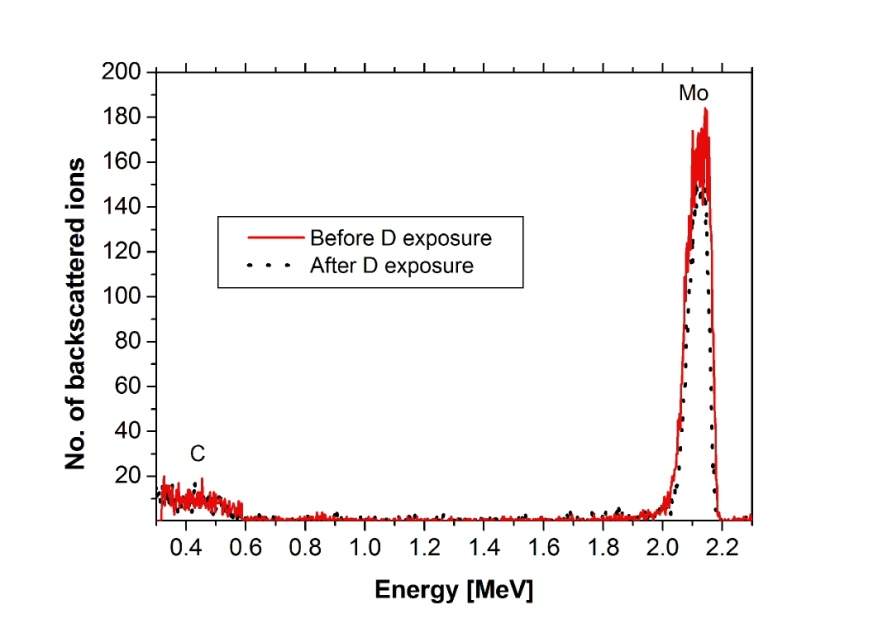 No. of backscattered ions
200
180
160
140
120
100
80
60
40
20
Mo
Before D exposure
After D exposure
C
0.4 0.6 0.8 1.0 1.2 1.4 1.6 1.8 2.0 2.2
Energy [MeV]